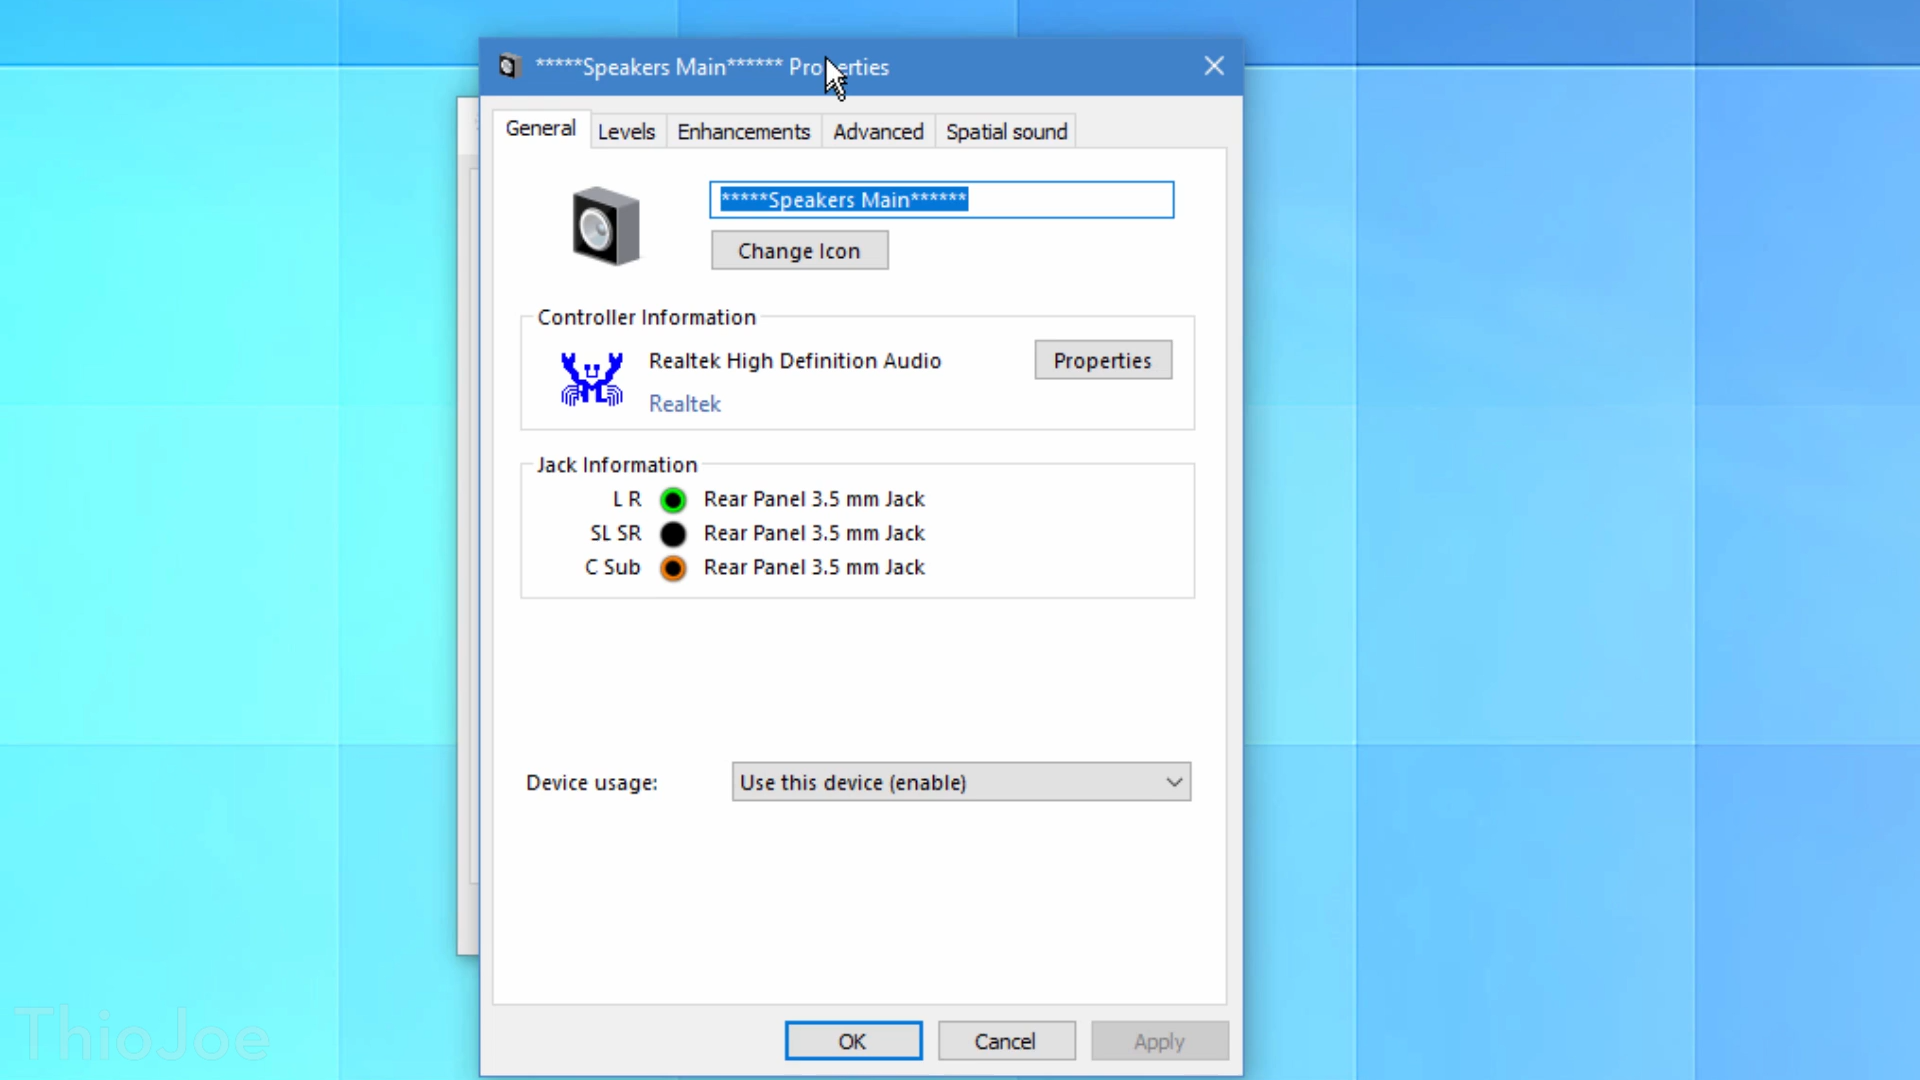 *****Speakers Main****** Properties
General Levels Enhancements Advanced Spatial sound
*****Speakers Main******
Change Icon
Controller Information
Realtek High Definition Audio Properties
Realtek
Jack Information
L R Rear Panel 3.5 mm Jack
SL SR Rear Panel 3.5 mm Jack
C Sub Rear Panel 3.5 mm Jack
Device usage: Use this device (enable)
OK Cancel Apply
ThioJoe